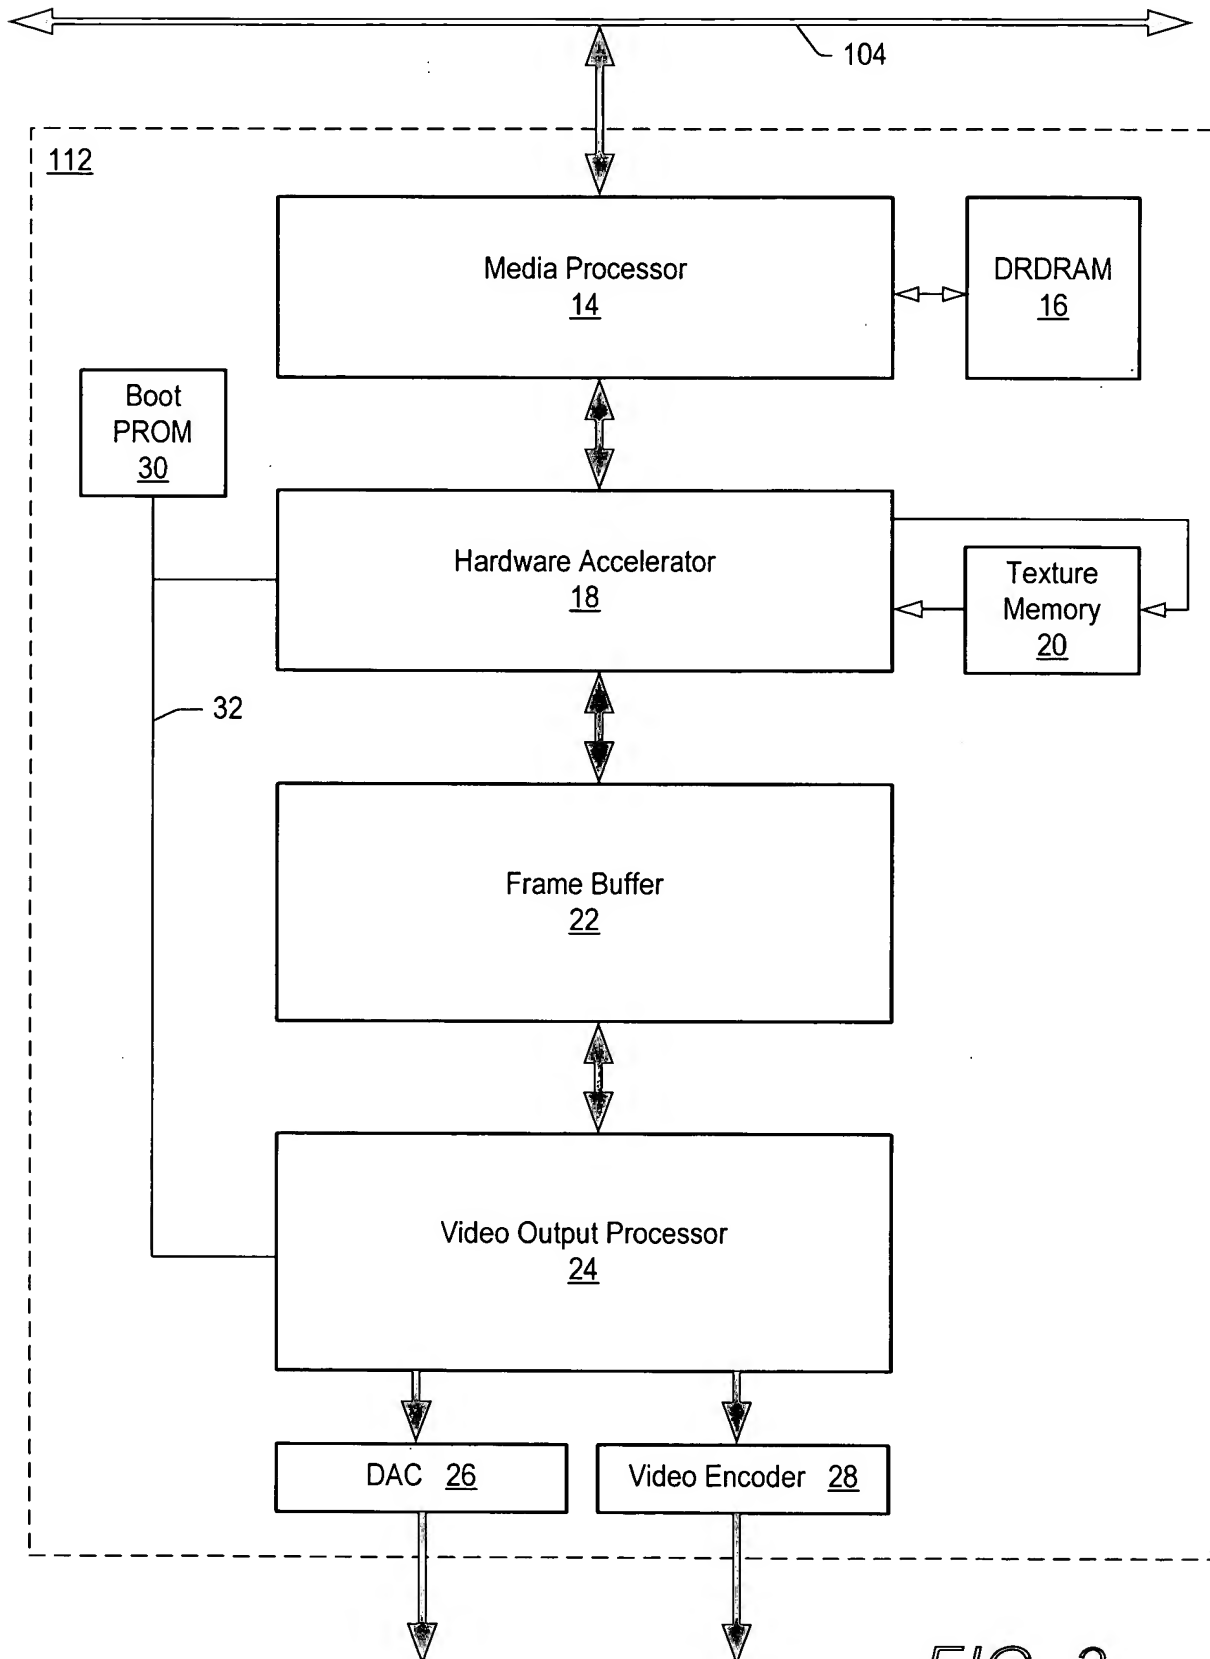 104
112
Media Processor
14
DRDRAM
16
Boot
PROM
30
Hardware Accelerator
18
Texture
Memory
20
32
Frame Buffer
22
Video Output Processor
24
DAC 26
Video Encoder 28
FIG.